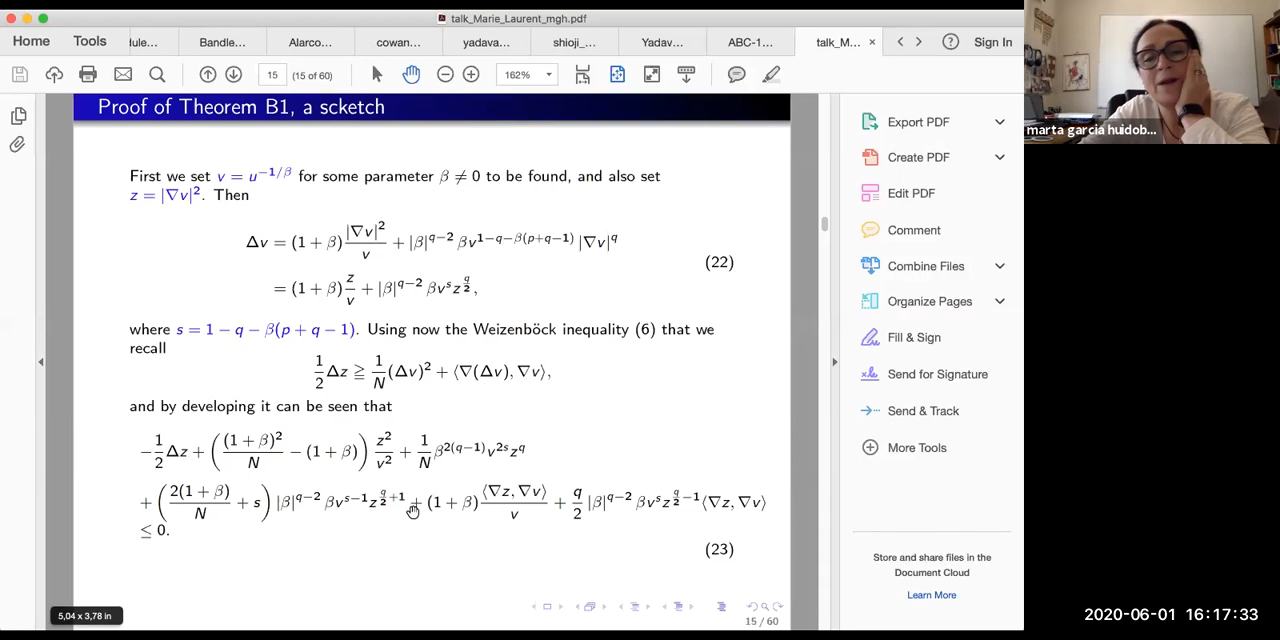 talk_Marie_Laurent_mgh.pdf
Home Tools dule... Bandle... Alarco... cowan... yadava... shioji_... Yadav... ABC-1... talk_M... × Sign In
15 (15 of 60) 162%
Proof of Theorem B1, a scketch
First we set v = u^{-1/β} for some parameter β ≠ 0 to be found, and also set
z = |∇v|². Then
Δv = (1 + β) |∇v|²/v + |β|^{q−2} βv^{1−q−β(p+q−1)} |∇v|^q
(22)
= (1 + β) z/v + |β|^{q−2} βv^s z^{q/2},
where s = 1 − q − β(p + q − 1). Using now the Weizenböck inequality (6) that we
recall
1/2 Δz ≧ 1/N (Δv)² + ⟨∇(Δv), ∇v⟩,
and by developing it can be seen that
−1/2 Δz + ((1 + β)²/N − (1 + β)) z²/v² + 1/N β^{2(q−1)} v^{2s} z^q
+ (2(1 + β)/N + s) |β|^{q−2} βv^{s−1} z^{q/2+1} + (1 + β) ⟨∇z, ∇v⟩/v + q/2 |β|^{q−2} βv^s z^{q/2−1} ⟨∇z, ∇v⟩
≤ 0.
(23)
15 / 60
5,04 x 3,78 in
Export PDF
Create PDF
Edit PDF
Comment
Combine Files
Organize Pages
Fill & Sign
Send for Signature
Send & Track
More Tools
Store and share files in the
Document Cloud
Learn More
marta garcia huidob...
2020-06-01 16:17:33